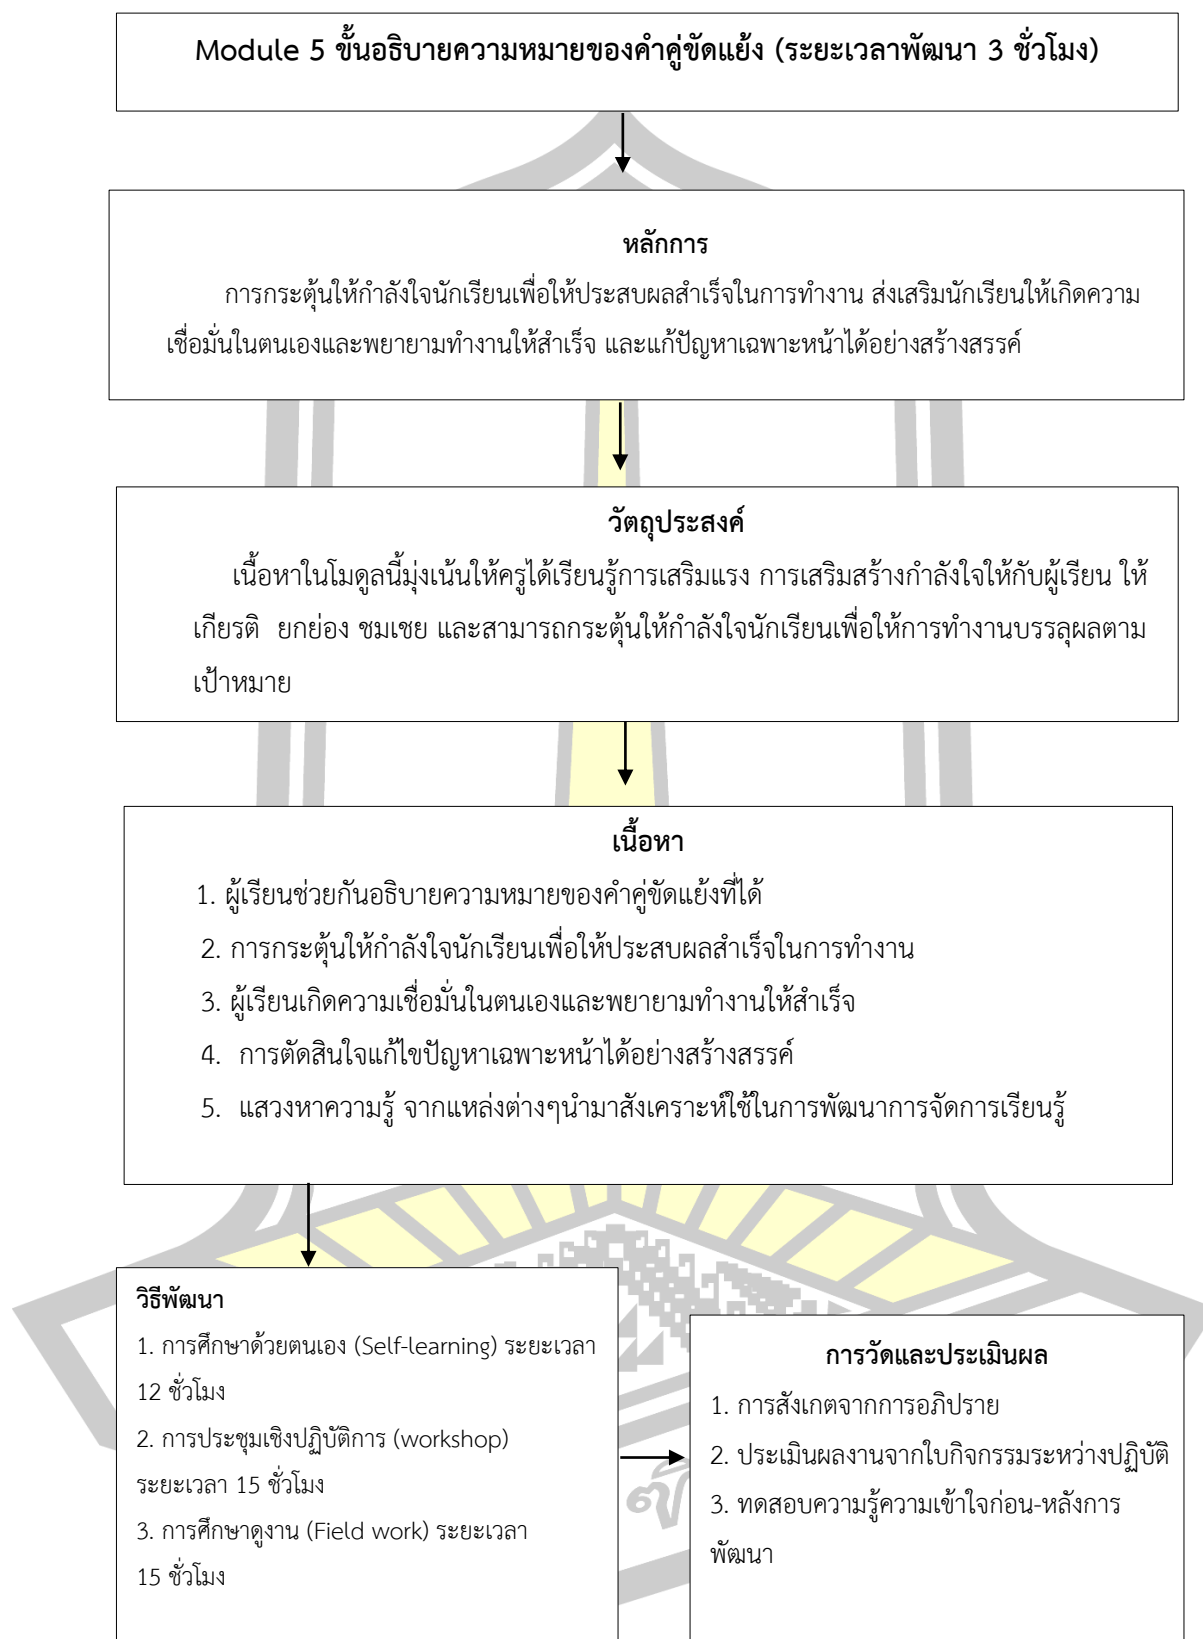 Module 5 ขั้นอธิบายความหมายของคำคู่ขัดแย้ง (ระยะเวลาพัฒนา 3 ชั่วโมง)
หลักการ
การกระตุ้นให้กำลังใจนักเรียนเพื่อให้ประสบผลสำเร็จในการทำงาน ส่งเสริมนักเรียนให้เกิดความ
เชื่อมั่นในตนเองและพยายามทำงานให้สำเร็จ และแก้ปัญหาเฉพาะหน้าได้อย่างสร้างสรรค์
วัตถุประสงค์
เนื้อหาในโมดูลนี้มุ่งเน้นให้ครูได้เรียนรู้การเสริมแรง การเสริมสร้างกำลังใจให้กับผู้เรียน ให้
เกียรติ ยกย่อง ชมเชย และสามารถกระตุ้นให้กำลังใจนักเรียนเพื่อให้การทำงานบรรลุผลตาม
เป้าหมาย
เนื้อหา
1. ผู้เรียนช่วยกันอธิบายความหมายของคำคู่ขัดแย้งที่ได้
2. การกระตุ้นให้กำลังใจนักเรียนเพื่อให้ประสบผลสำเร็จในการทำงาน
3. ผู้เรียนเกิดความเชื่อมั่นในตนเองและพยายามทำงานให้สำเร็จ
4. การตัดสินใจแก้ไขปัญหาเฉพาะหน้าได้อย่างสร้างสรรค์
5. แสวงหาความรู้ จากแหล่งต่างๆนำมาสังเคราะห์ใช้ในการพัฒนาการจัดการเรียนรู้
วิธีพัฒนา
1. การศึกษาด้วยตนเอง (Self-learning) ระยะเวลา
12 ชั่วโมง
2. การประชุมเชิงปฏิบัติการ (workshop)
ระยะเวลา 15 ชั่วโมง
3. การศึกษาดูงาน (Field work) ระยะเวลา
15 ชั่วโมง
การวัดและประเมินผล
1. การสังเกตจากการอภิปราย
2. ประเมินผลงานจากใบกิจกรรมระหว่างปฏิบัติ
3. ทดสอบความรู้ความเข้าใจก่อน-หลังการ
พัฒนา